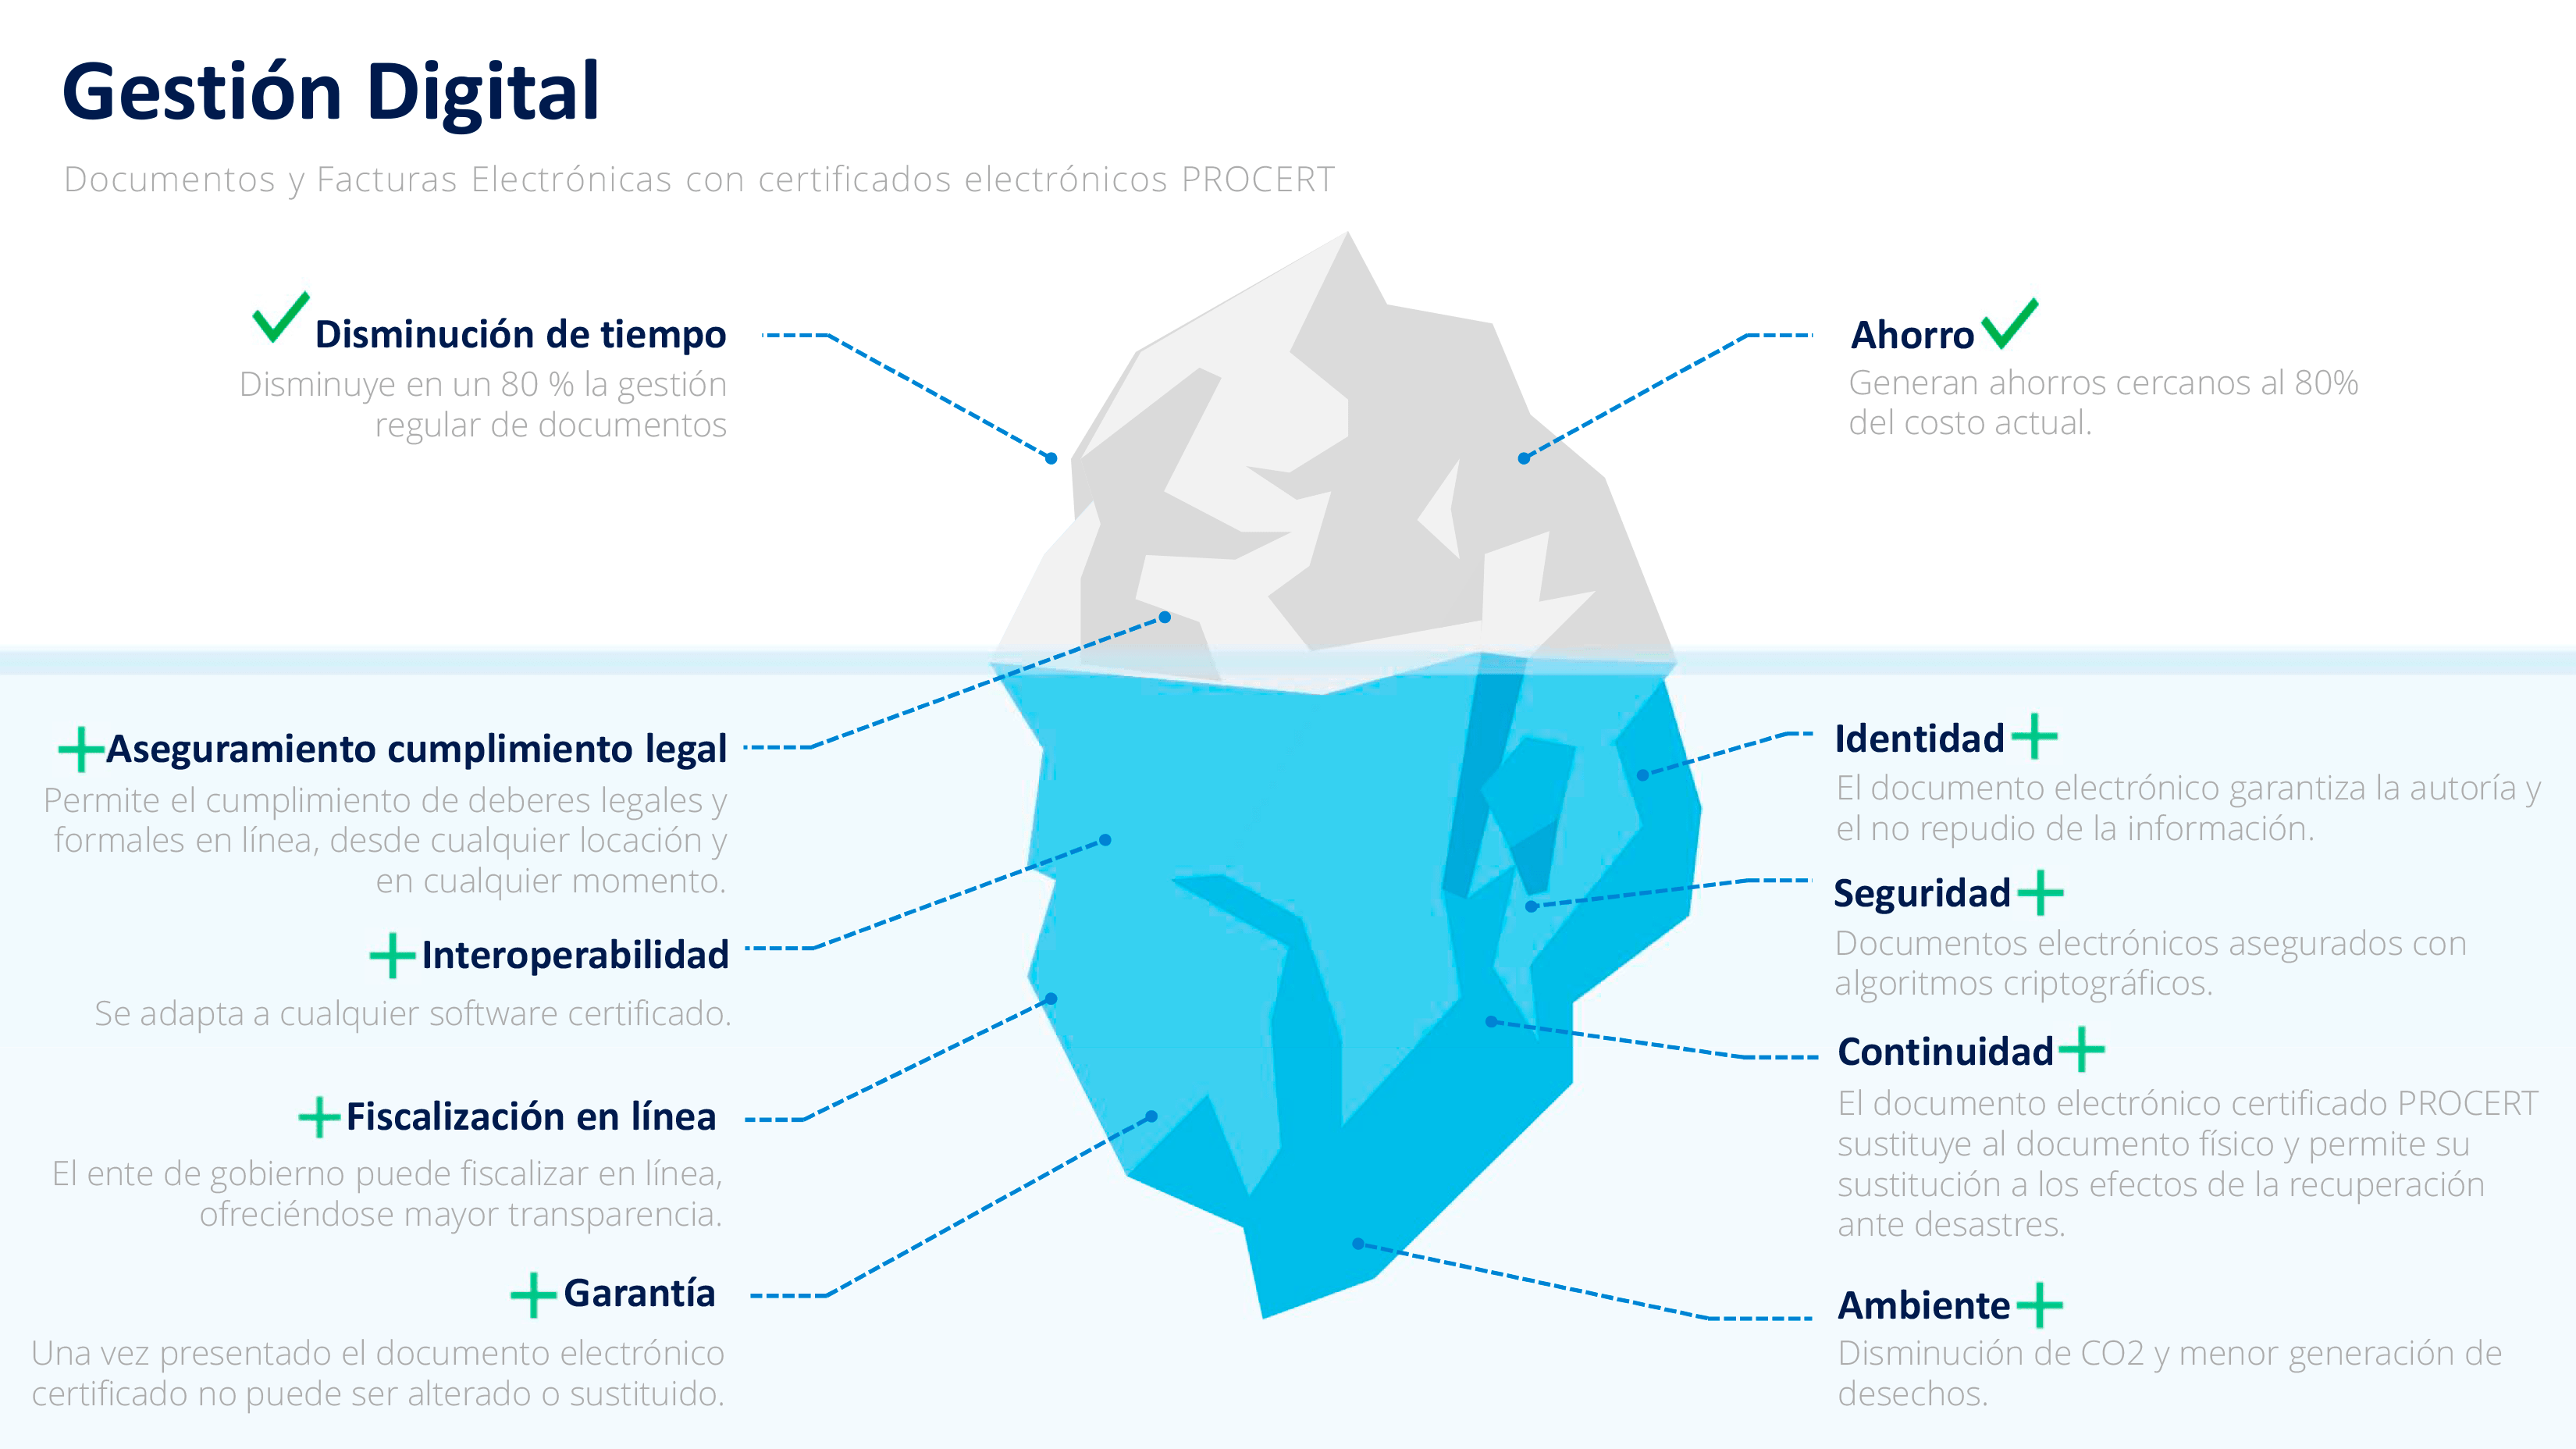 Gestión Digital
Documentos y Facturas Electrónicas con certificados electrónicos PROCERT
Disminución de tiempo
Disminuye en un 80 % la gestión
regular de documentos
Ahorro
Generan ahorros cercanos al 80%
del costo actual.
Aseguramiento cumplimiento legal
Permite el cumplimiento de deberes legales y
formales en línea, desde cualquier locación y
en cualquier momento.
Interoperabilidad
Se adapta a cualquier software certificado.
Fiscalización en línea
El ente de gobierno puede fiscalizar en línea,
ofreciéndose mayor transparencia.
Garantía
Una vez presentado el documento electrónico
certificado no puede ser alterado o sustituido.
Identidad
El documento electrónico garantiza la autoría y
el no repudio de la información.
Seguridad
Documentos electrónicos asegurados con
algoritmos criptográficos.
Continuidad
El documento electrónico certificado PROCERT
sustituye al documento físico y permite su
sustitución a los efectos de la recuperación
ante desastres.
Ambiente
Disminución de CO2 y menor generación de
desechos.